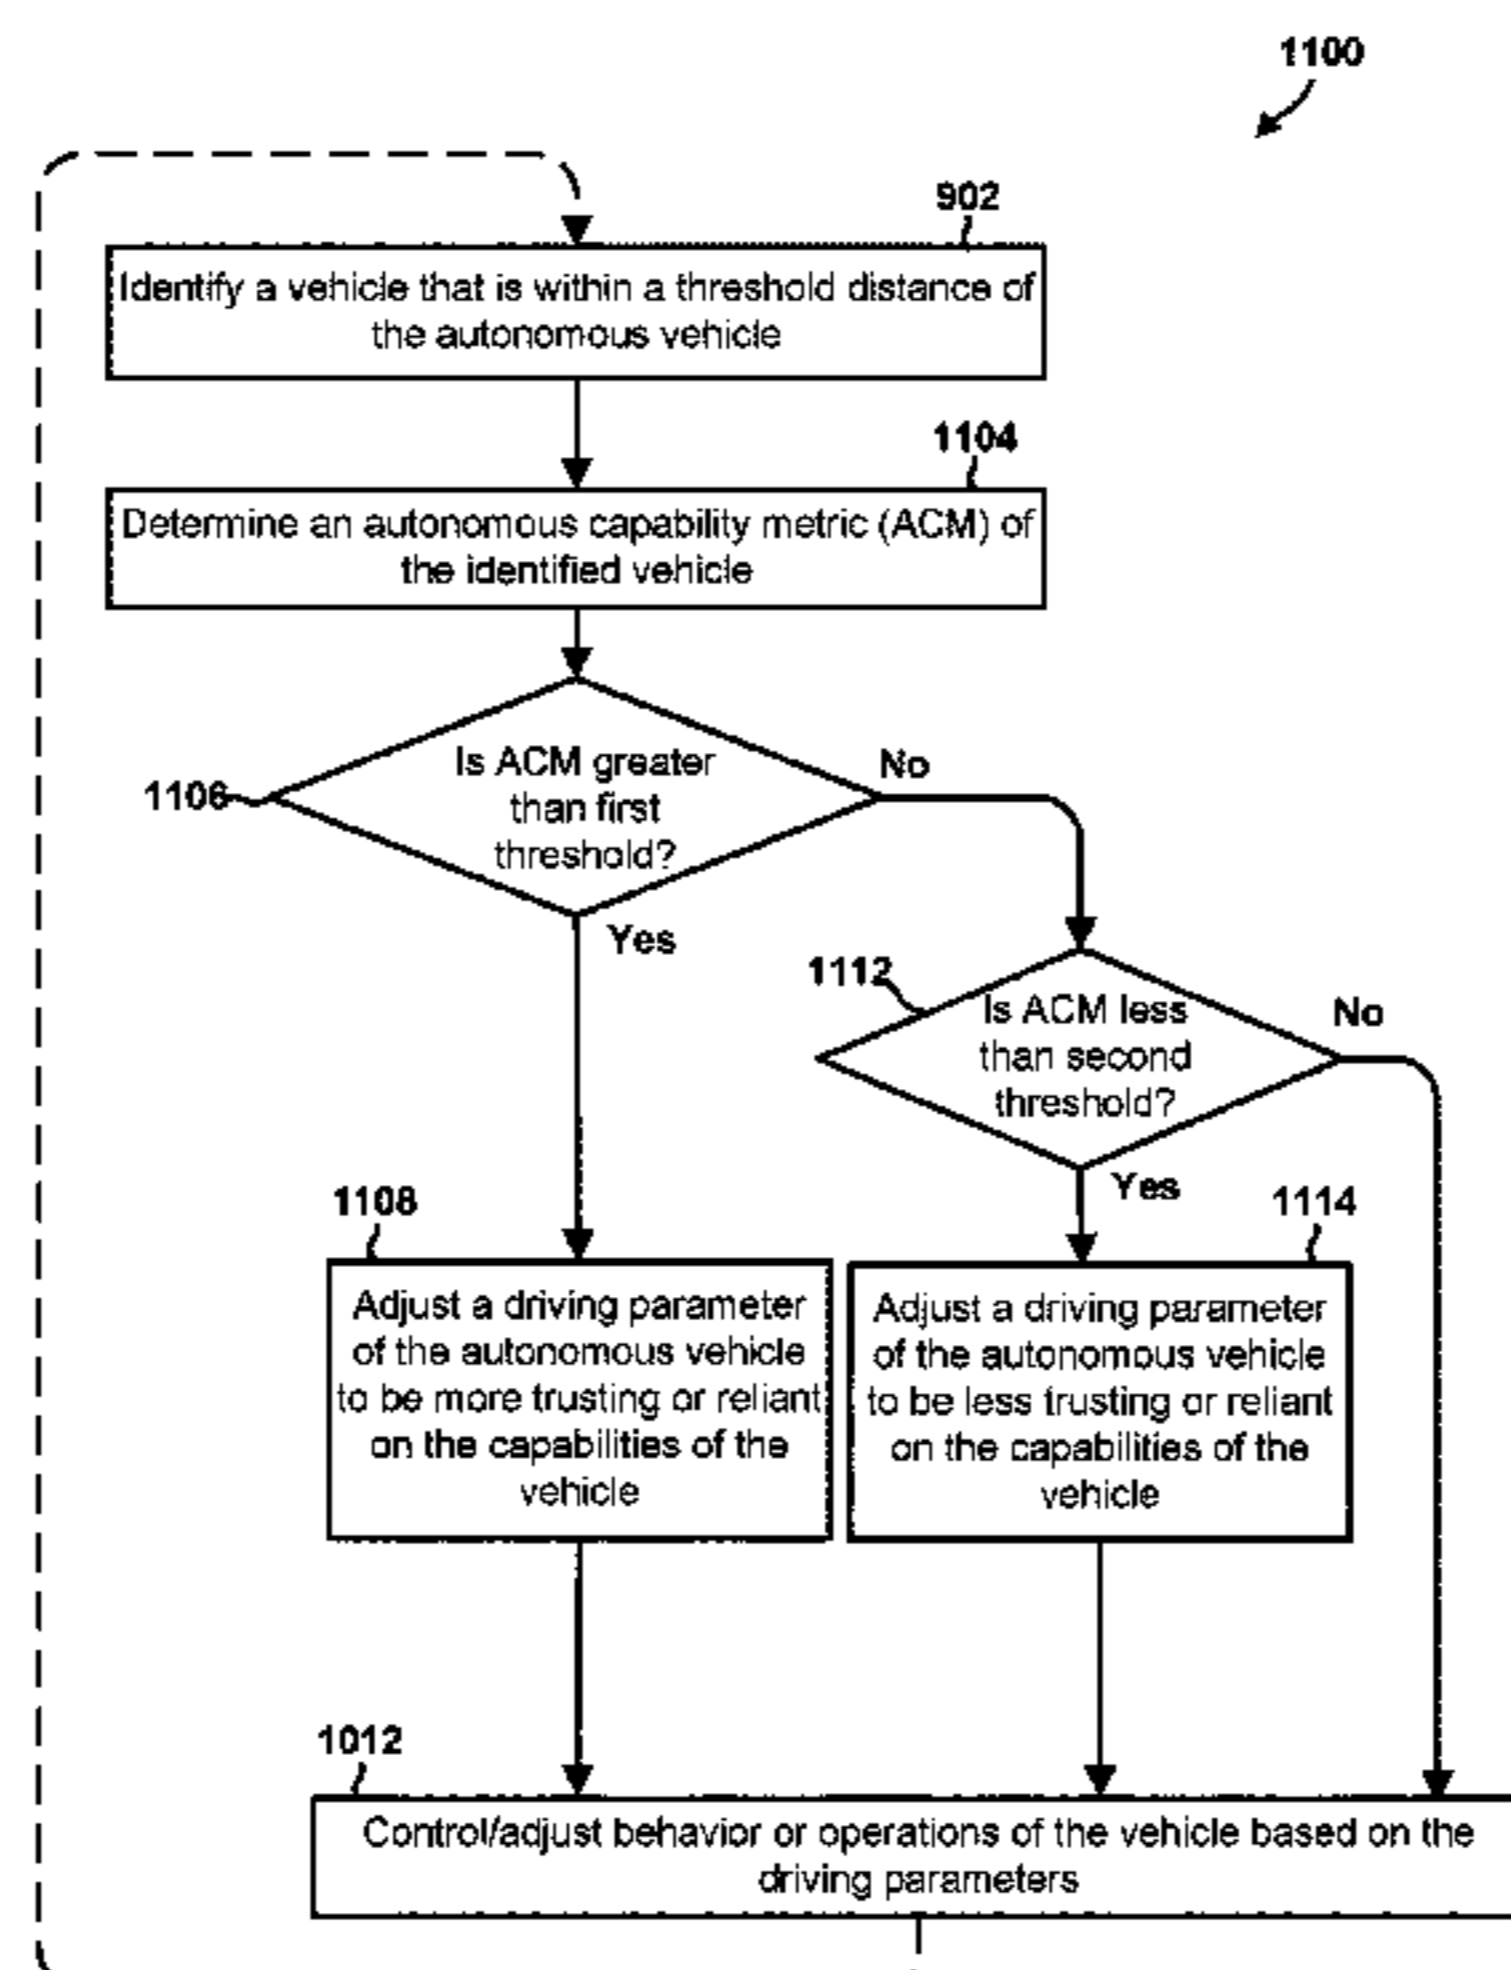 1100
902
Identify a vehicle that is within a threshold distance of
the autonomous vehicle
1104
Determine an autonomous capability metric (ACM) of
the identified vehicle
1106
Is ACM greater
than first
threshold?
No
Yes
1112
Is ACM less
than second
threshold?
No
Yes
1108
Adjust a driving parameter
of the autonomous vehicle
to be more trusting or reliant
on the capabilities of the
vehicle
1114
Adjust a driving parameter
of the autonomous vehicle
to be less trusting or reliant
on the capabilities of the
vehicle
1012
Control/adjust behavior or operations of the vehicle based on the
driving parameters